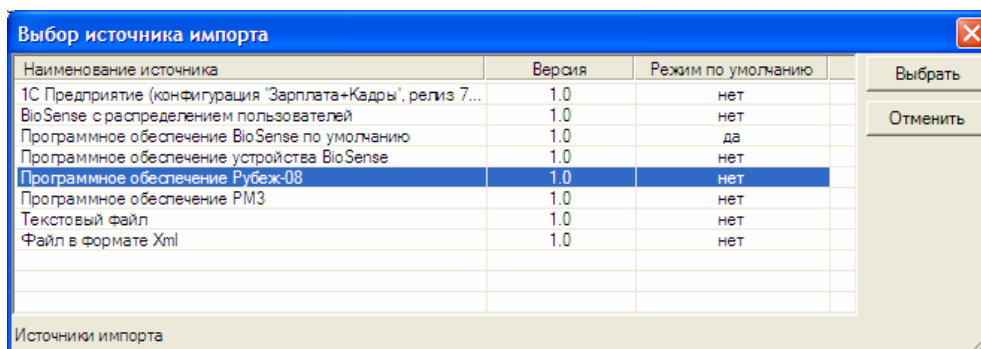 Выбор источника импорта
Наименование источника Версия Режим по умолчанию
Выбрать
1С Предприятие (конфигурация 'Зарплата+Кадры', релиз 7... 1.0 нет
BioSense с распределением пользователей 1.0 нет
Отменить
Программное обеспечение BioSense по умолчанию 1.0 да
Программное обеспечение устройства BioSense 1.0 нет
Программное обеспечение Рубеж-08 1.0 нет
Программное обеспечение РМЗ 1.0 нет
Текстовый файл 1.0 нет
Файл в формате Xml 1.0 нет
Источники импорта